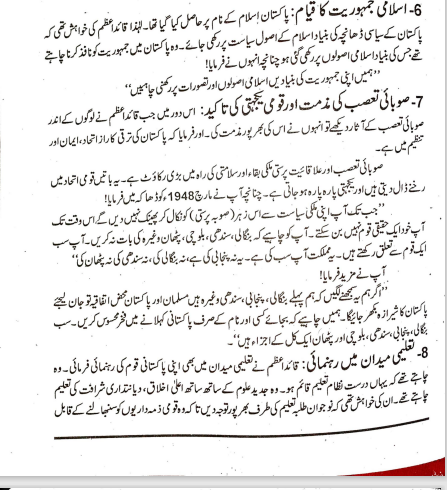 6- اسلامی جمہوریت کا قیام: پاکستان اسلام کے نام پر حاصل کیا گیا تھا۔ لہٰذا قائداعظم کی خواہش تھی کہ
پاکستان کے سیاسی ڈھانچہ کی بنیاد اسلام کے اصول سیاست پر رکھی جائے۔ وہ پاکستان میں جمہوریت کو نافذ کرنا چاہتے
تھے جس کی بنیاد اسلامی اصولوں پر رکھی گئی ہو چنانچہ انہوں نے فرمایا!
’’ہمیں اپنی جمہوریت کی بنیادیں اسلامی اصولوں اور تصورات پر رکھنی چاہییں‘‘
7- صوبائی تعصب کی مذمت اور قومی یکجہتی کی تاکید: اس دور میں جب قائداعظم نے لوگوں کے اندر
صوبائی تعصب کے آثار دیکھے تو انہوں نے اس کی بھرپور مذمت کی۔ اور فرمایا کہ پاکستان کی ترقی کا راز اتحاد، ایمان اور
تنظیم میں ہے۔
صوبائی تعصب اور علاقائیت پرستی ملکی بقاء اور سلامتی کی راہ میں بڑی رکاوٹ ہے۔ یہ باتیں قومی اتحاد میں
رخنے ڈال دیتی ہیں اور یکجہتی پارہ پارہ ہو جاتی ہے۔ چنانچہ آپ نے مارچ 1948ء کو ڈھاکہ میں فرمایا!
’’جب تک آپ اپنی ملکی سیاست سے اس زہر (صوبہ پرستی) کو نکال کر پھینک نہیں دیں گے اس وقت تک
آپ خود ایک حقیقی قوم نہیں بن سکتے۔ آپ کو چاہیے کہ بنگالی، بلوچی، پٹھان وغیرہ کی بات نہ کریں۔ آپ سب
ایک قوم سے تعلق رکھتے ہیں۔ یہ مملکت آپ سب کی ہے۔ یہ نہ پنجابی کی ہے، نہ بنگالی کی، نہ سندھی کی نہ پٹھان کی‘‘
آپ نے مزید فرمایا!
’’اگر ہم یہ سمجھنے لگیں کہ ہم پہلے بنگالی، پنجابی، سندھی وغیرہ ہیں مسلمان اور پاکستان محض اتفاقیہ تو جان لیجئے
پاکستان کا شیرازہ بکھر جائیگا۔ ہمیں چاہیے کہ بجائے کسی اور نام کے صرف پاکستانی کہلانے میں فخر محسوس کریں۔ سب
بنگالی، پنجابی، سندھی، بلوچی اور پٹھان ایک کل کے اجزاء ہیں‘‘۔
8- تعلیمی میدان میں رہنمائی: قائداعظم نے تعلیمی میدان میں بھی اپنی پاکستانی قوم کی رہنمائی فرمائی۔ وہ
چاہتے تھے کہ یہاں درست نظام تعلیم قائم ہو۔ وہ جدید علوم کے ساتھ ساتھ اعلیٰ اخلاق، دیانتداری شرافت کی تعلیم
چاہتے تھے۔ ان کی خواہش تھی کہ نوجوان طلبہ تعلیم کی طرف بھرپور توجہ دیں تاکہ وہ قومی ذمہ داریوں کو سنبھالنے کے قابل